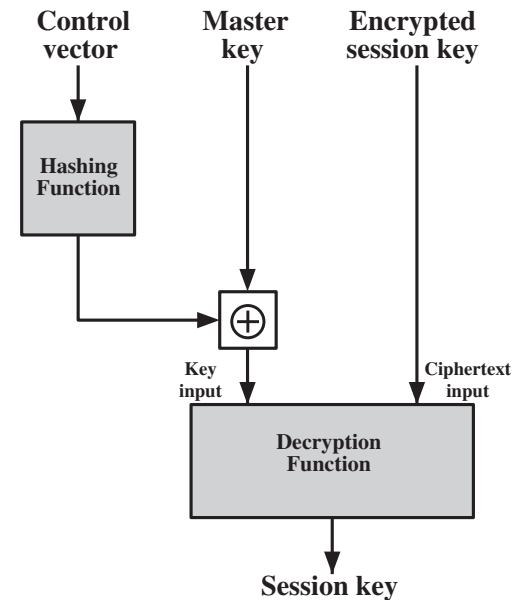 Control
vector
Master
key
Encrypted
session key
Hashing
Function
Key
input
Ciphertext
input
Decryption
Function
Session key